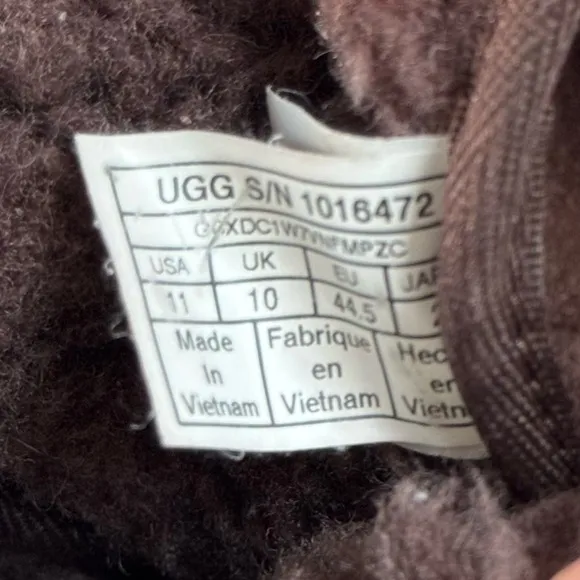 UGG S/N 1016472
USA UK EU
11 10 44.5
Made Fabrique
In en
Vietnam Vietnam